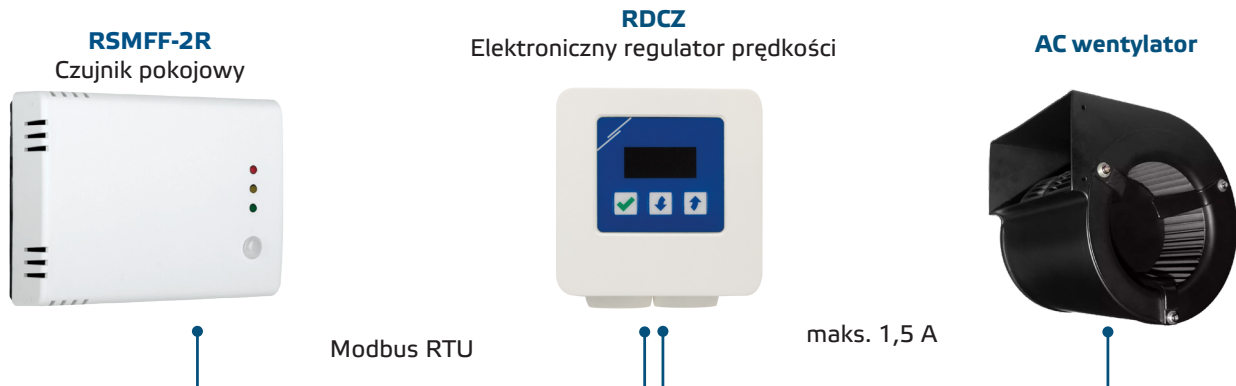 RSMFF-2R
Czujnik pokojowy
RDCZ
Elektroniczny regulator prędkości
AC wentylator
Modbus RTU
maks. 1,5 A